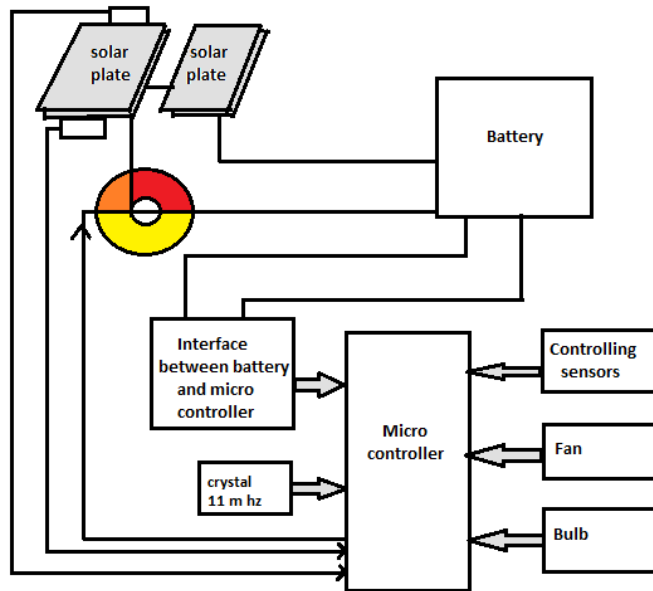 solar
plate
solar
plate
Battery
Interface
between battery
and micro
controller
Micro
controller
Controlling
sensors
Fan
crystal
11 m hz
Bulb